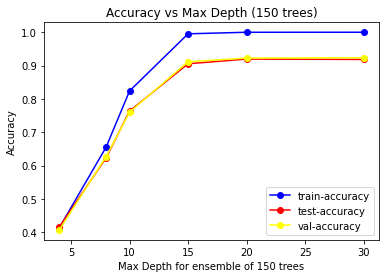 Accuracy vs Max Depth (150 trees)
1.0
0.9
0.8
0.7
0.6
0.5
0.4
Accuracy
5
10
15
20
25
30
Max Depth for ensemble of 150 trees
train-accuracy
test-accuracy
val-accuracy